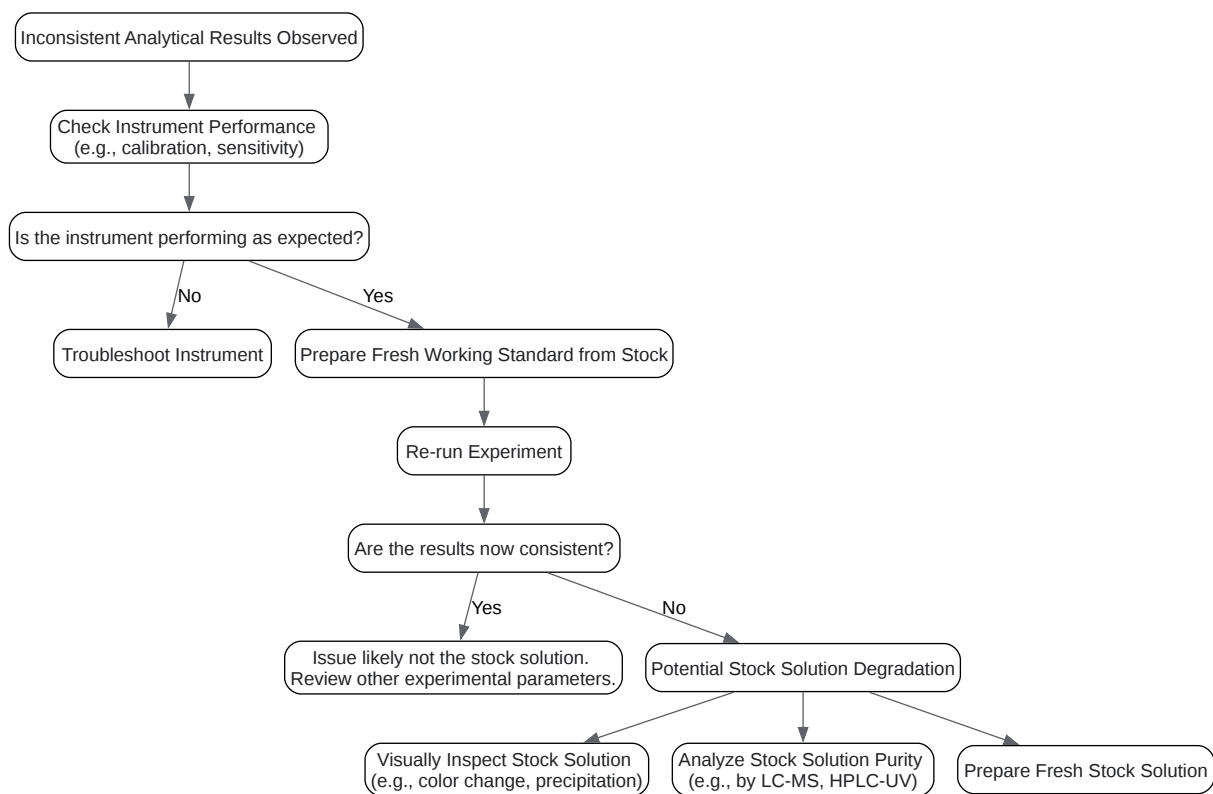 Inconsistent Analytical Results Observed
Check Instrument Performance
(e.g., calibration, sensitivity)
Is the instrument performing as expected?
No
Yes
Troubleshoot Instrument
Prepare Fresh Working Standard from Stock
Re-run Experiment
Are the results now consistent?
Yes
No
Issue likely not the stock solution.
Review other experimental parameters.
Potential Stock Solution Degradation
Visually Inspect Stock Solution
(e.g., color change, precipitation)
Analyze Stock Solution Purity
(e.g., by LC-MS, HPLC-UV)
Prepare Fresh Stock Solution